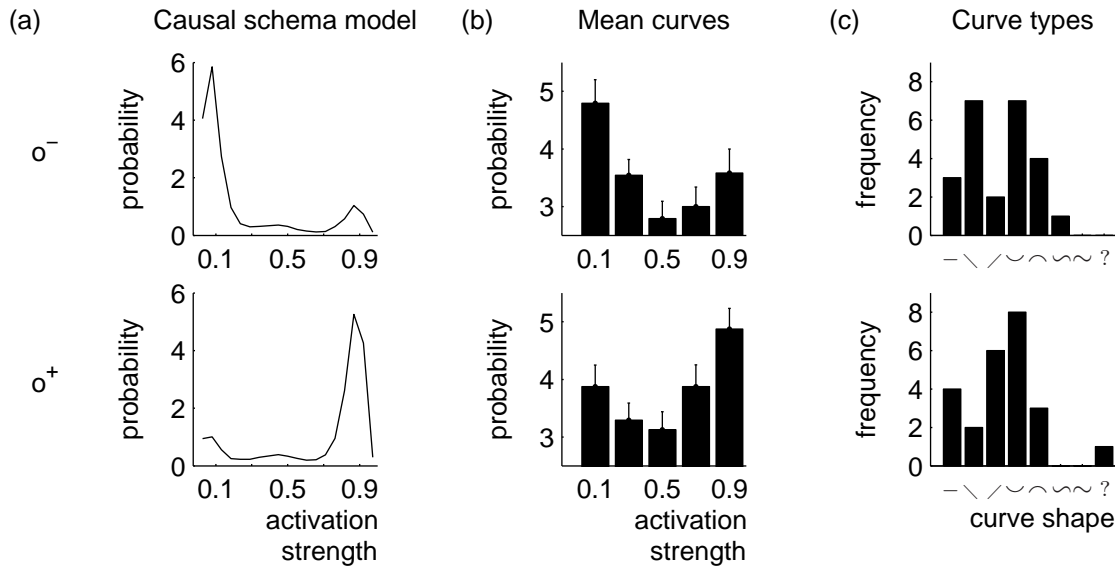 (a) Causal schema model (b) Mean curves (c) Curve types
o⁻
probability
6
4
2
0
0.1 0.5 0.9
probability
5
4
3
0.1 0.5 0.9
frequency
8
6
4
2
0
?
o⁺
probability
6
4
2
0
0.1 0.5 0.9
activation
strength
probability
5
4
3
0.1 0.5 0.9
activation
strength
frequency
8
6
4
2
0
?
curve shape